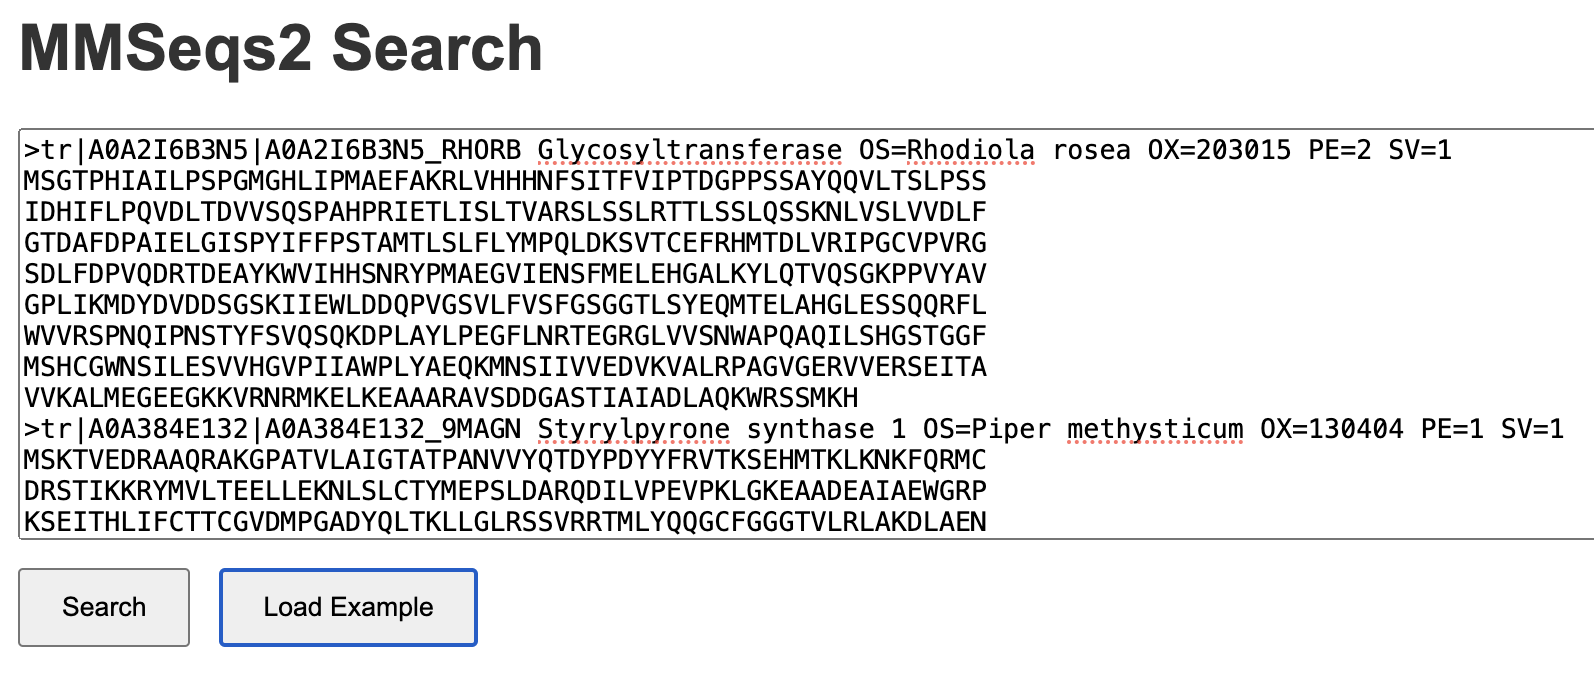 MMSeqs2 Search
>tr|A0A2I6B3N5|A0A2I6B3N5_RHORB Glycosyltransferase OS=Rhodiola rosea OX=203015 PE=2 SV=1
MSGTPHIAILPSPGMGHLIPMAEFAKRLVHHHNFSITFVIPTDGPPSSAYQQVLTSLPSS
IDHIFLPQVDLTDVVSQSPAHPRIETLISLTVARSLSSLRTTLSSLQSSKNLVSLVVDLF
GTDAFDPAIELGISPYIFFPSTAMTLSLFLYMPQLDKSVTCEFRHMTDLVRIPGCVPVRG
SDLFDPVQDRTDEAYKWVIHHSNRYPMAEGVIENSFMELEHGALKYLQTVQSGKPPVYAV
GPLIKMDYDVDDSGSKIIEWLDDQPVGSVLFVSFGSGGTLSYEQMTELAHGLESSQQRFL
WVVRSPNQIPNSTYFSVQSQKDPLAYLPEGFLNRTEGRGLVVSNWAPQAQILSHGSTGGF
MSHCGWNSILESVVHGVPIIAWPLYAEQKMNSIIVVEDVKVALRPAGVGERVVERSEITA
VVKALMEGEEGKKVRNRMKELKEAAARAVSDDGASTIAIADLAQKWRSSMKH
>tr|A0A384E132|A0A384E132_9MAGN Styrylpyrone synthase 1 OS=Piper methysticum OX=130404 PE=1 SV=1
MSKTVEDRAAQRAKGPATVLAIGTATPANVVYQTDYPDYYFRVTKSEHMTKLKNKFQRMC
DRSTIKKRYMVLTEELLEKNLSLCTYMEPSLDARQDILVPEVPKLGKEAADEAIAEWGRP
KSEITHLIFCTTCGVDMPGADYQLTKLLGLRSSVRRTMLYQQGCFGGGTVLRLAKDLAEN
Search
Load Example